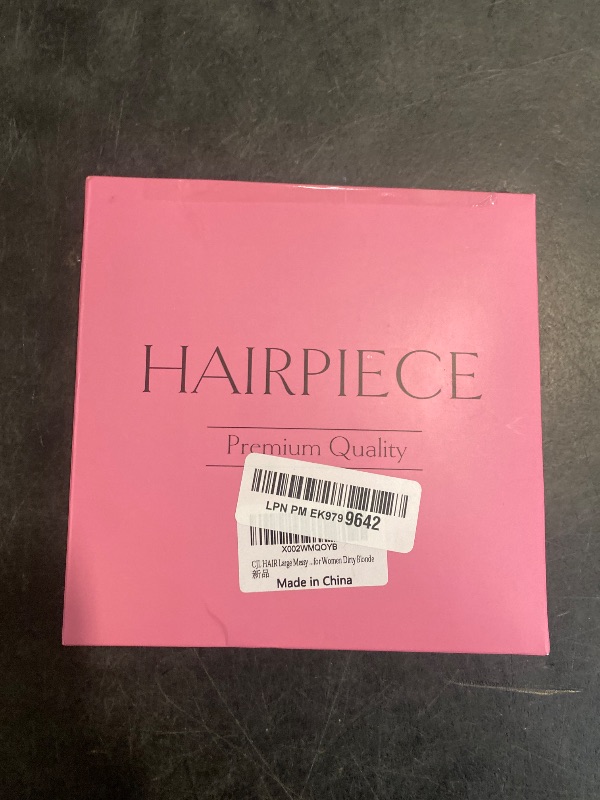 HAIRPIECE
Premium Quality
LPN PM EK979 9642
X002WMQOYB
CJL HAIR Large Messy ...for Women Dirty Blonde
新品
Made in China